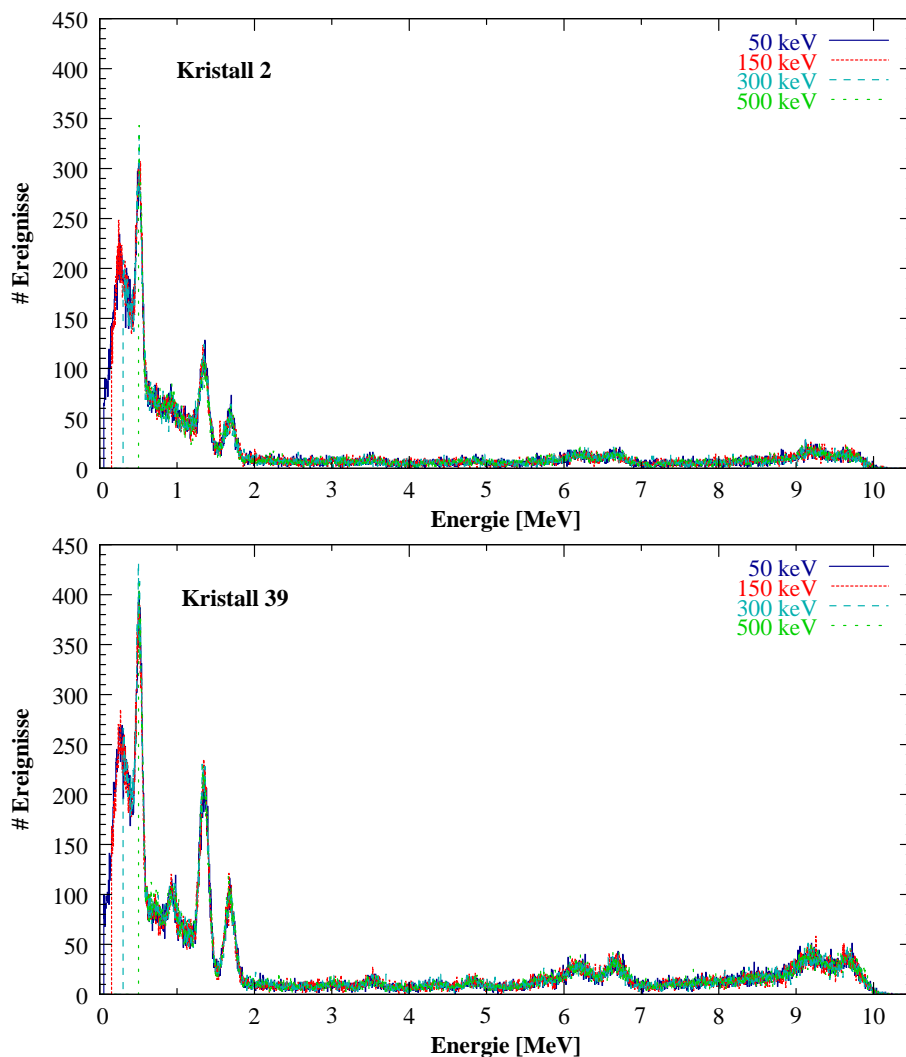 450
400
350
300
250
200
150
100
50
0
# Ereignisse
Kristall 2
50 keV
150 keV
300 keV
500 keV
0 1 2 3 4 5 6 7 8 9 10
Energie [MeV]
450
400
350
300
250
200
150
100
50
0
# Ereignisse
Kristall 39
50 keV
150 keV
300 keV
500 keV
0 1 2 3 4 5 6 7 8 9 10
Energie [MeV]